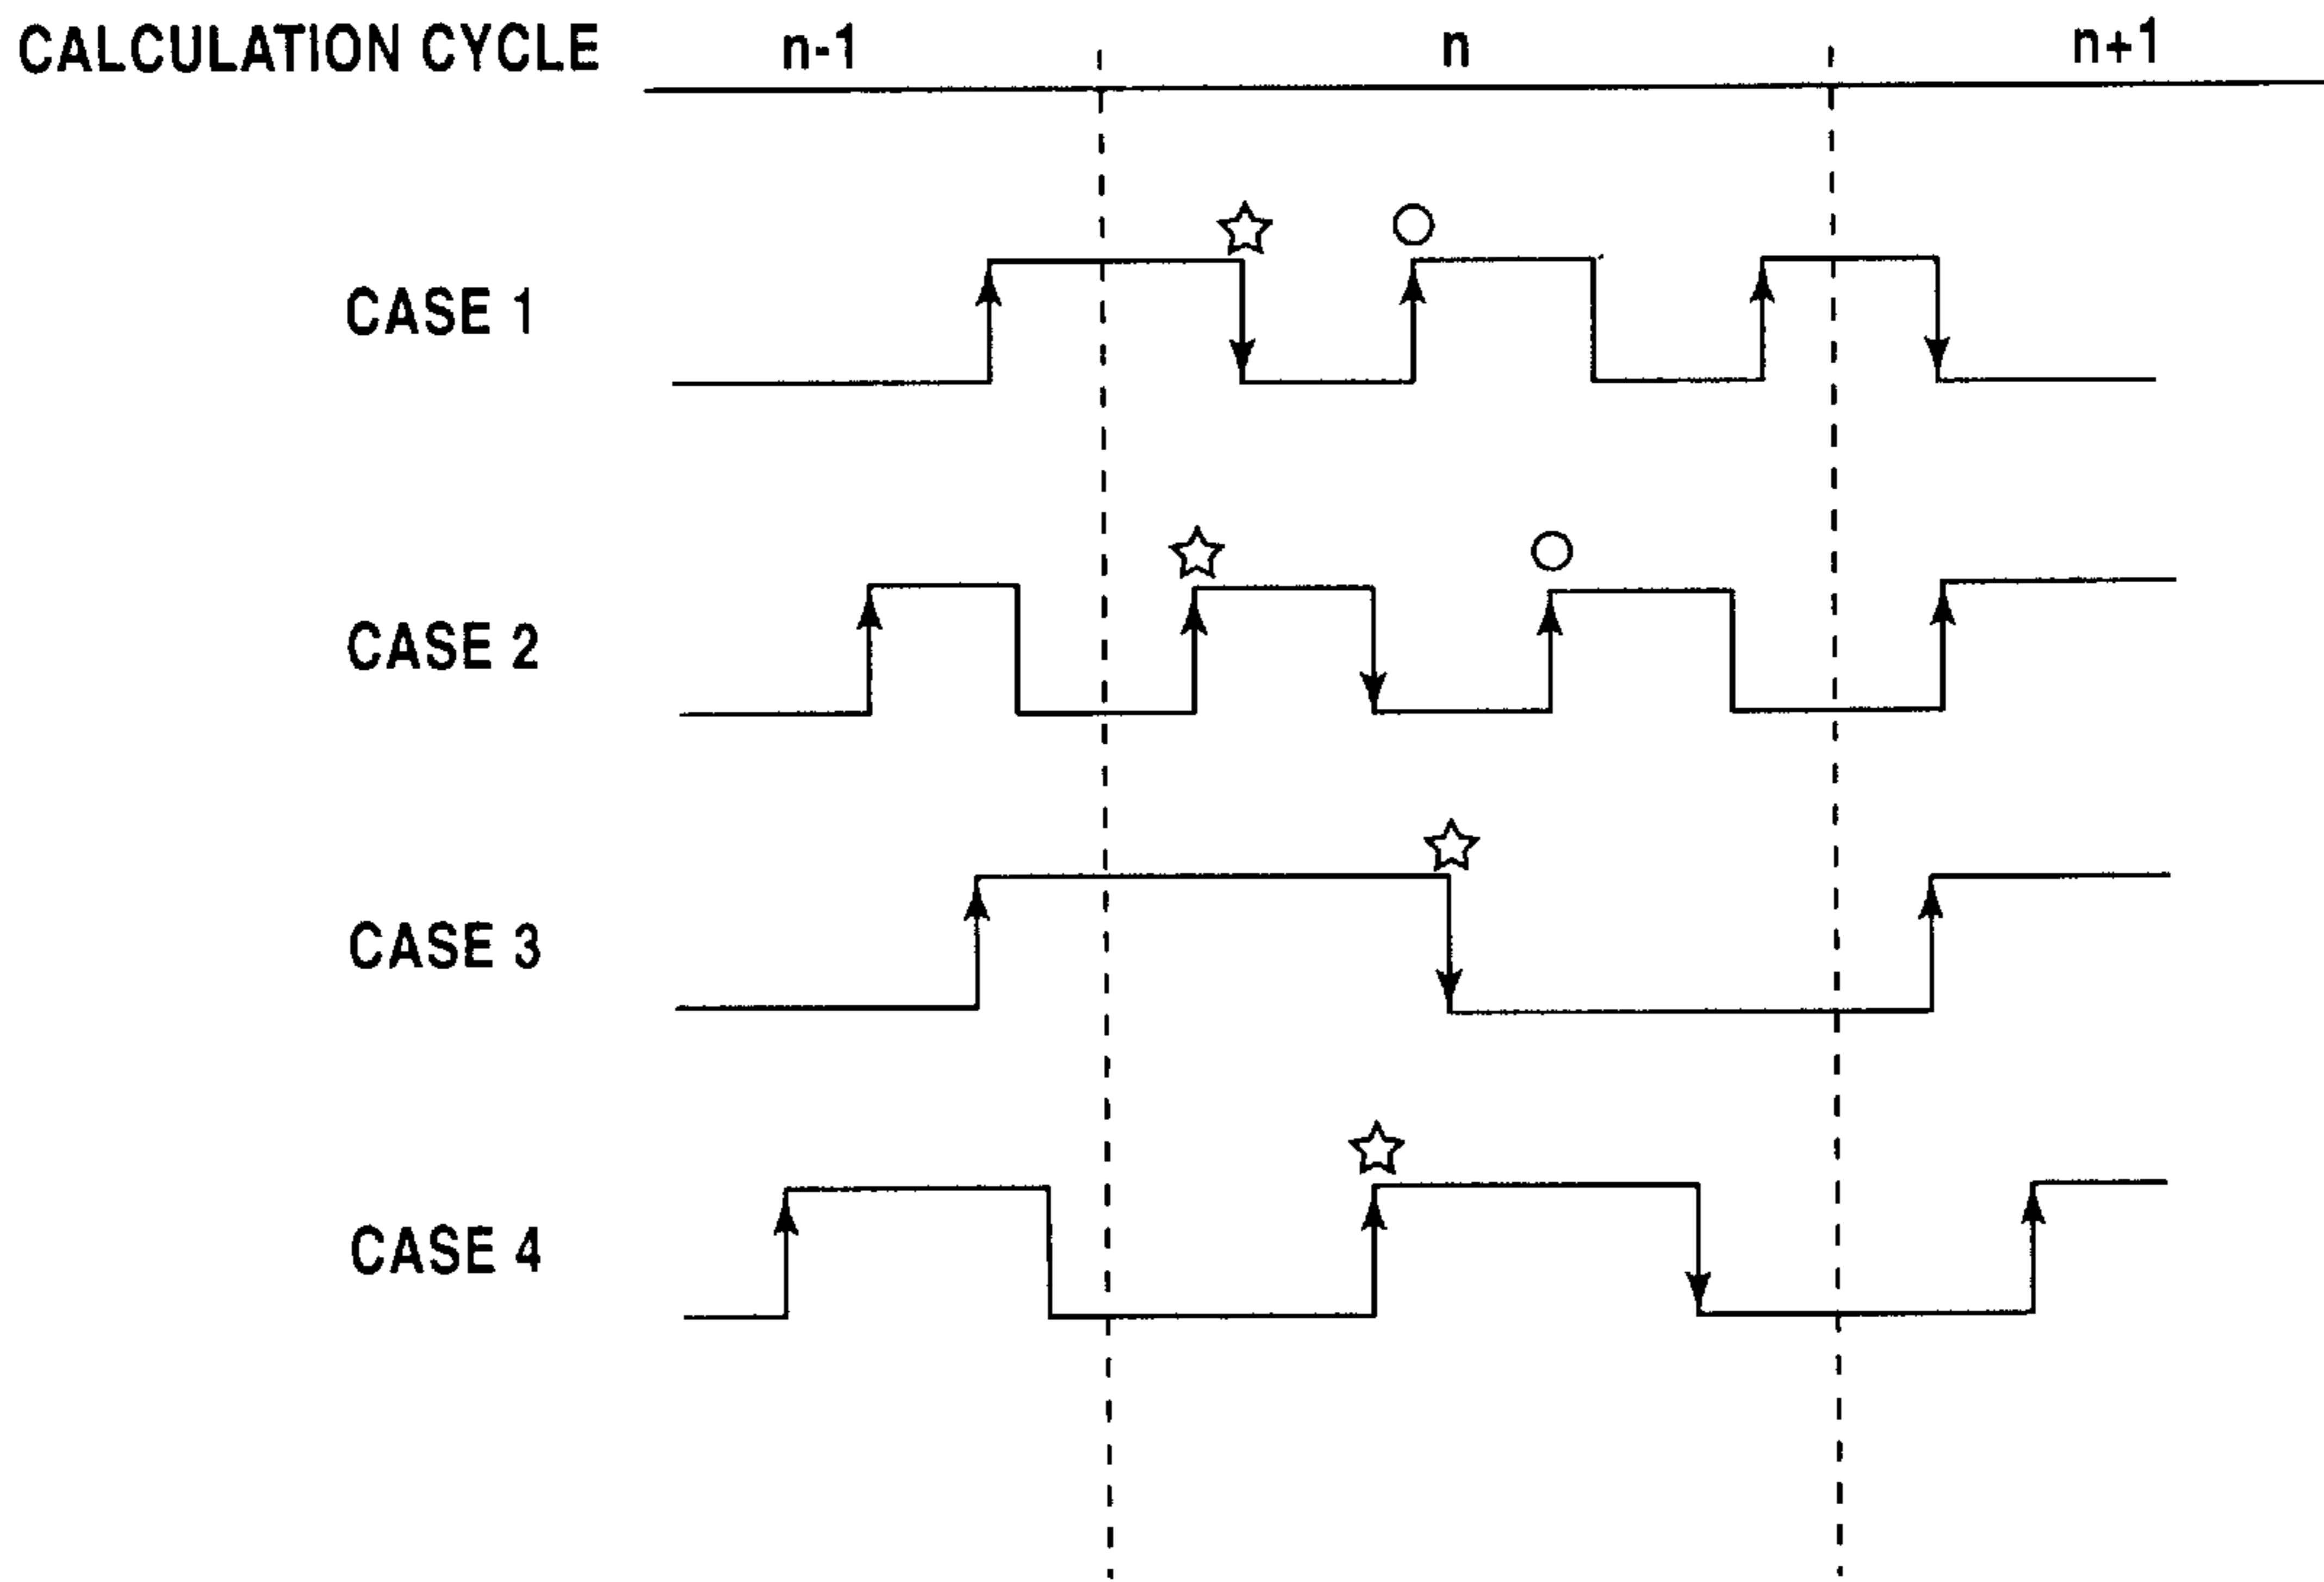 CALCULATION CYCLE n-1 n n+1
CASE 1
CASE 2
CASE 3
CASE 4